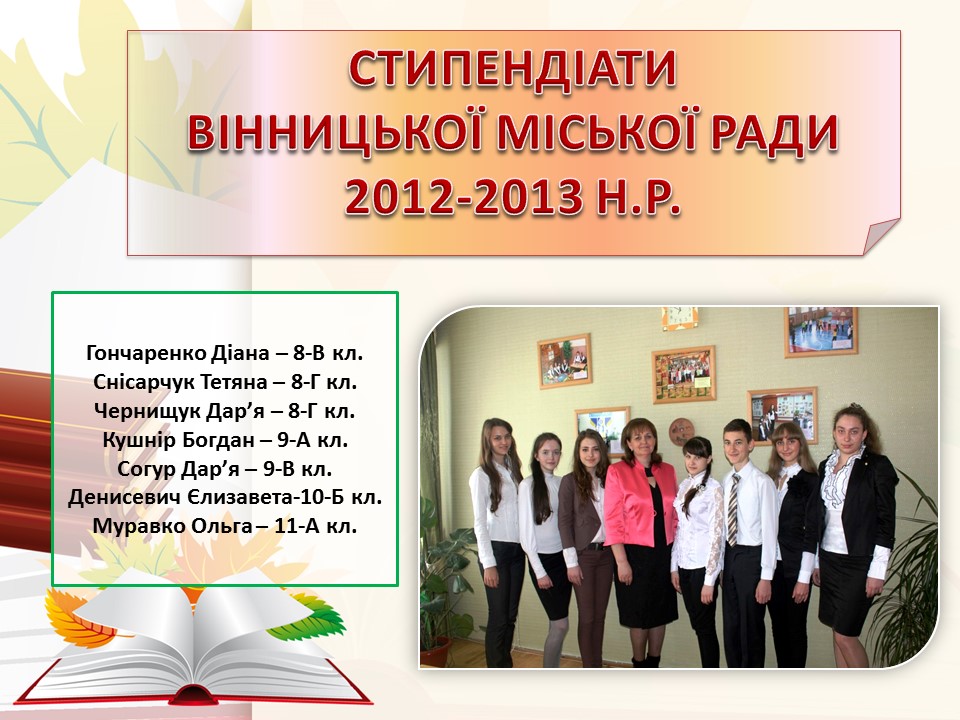 СТИПЕНДІАТИ
ВІННИЦЬКОЇ МІСЬКОЇ РАДИ
2012-2013 Н.Р.
Гончаренко Діана – 8-В кл.
Снісарчук Тетяна – 8-Г кл.
Чернищук Дар’я – 8-Г кл.
Кушнір Богдан – 9-А кл.
Согур Дар’я – 9-В кл.
Денисевич Єлизавета-10-Б кл.
Муравко Ольга – 11-А кл.